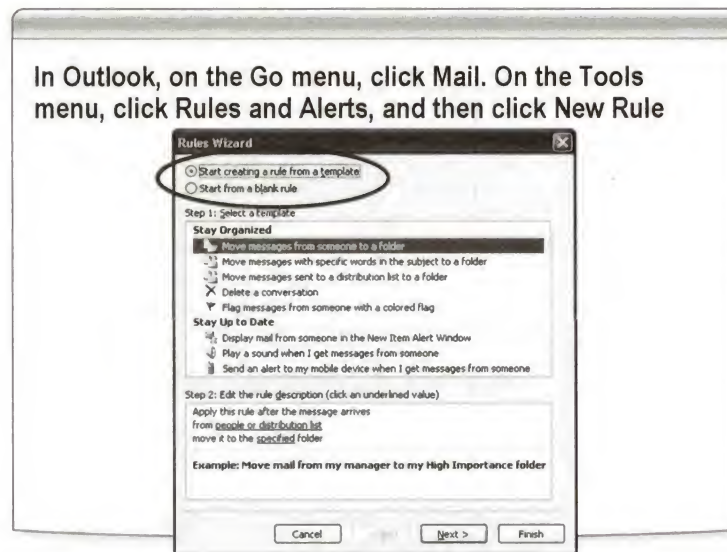 In Outlook, on the Go menu, click Mail. On the Tools
menu, click Rules and Alerts, and then click New Rule
Rules Wizard
Start creating a rule from a template
Start from a blank rule
Step 1: Select a template
Stay Organized
Move messages from someone to a folder
Move messages with specific words in the subject to a folder
Move messages sent to a distribution list to a folder
Delete a conversation
Flag messages from someone with a colored flag
Stay Up to Date
Display mail from someone in the New Item Alert Window
Play a sound when I get messages from someone
Send an alert to my mobile device when I get messages from someone
Step 2: Edit the rule description (click an underlined value)
Apply this rule after the message arrives
from people or distribution list
move it to the specified folder
Example: Move mail from my manager to my High Importance folder
Cancel Next > Finish